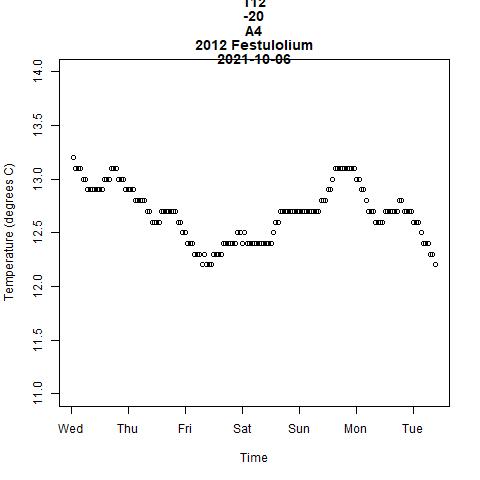 T12
-20
A4
2012 Festulolium
2021-10-06
14.0
13.5
13.0
12.5
12.0
11.5
11.0
Temperature (degrees C)
Wed Thu Fri Sat Sun Mon Tue
Time